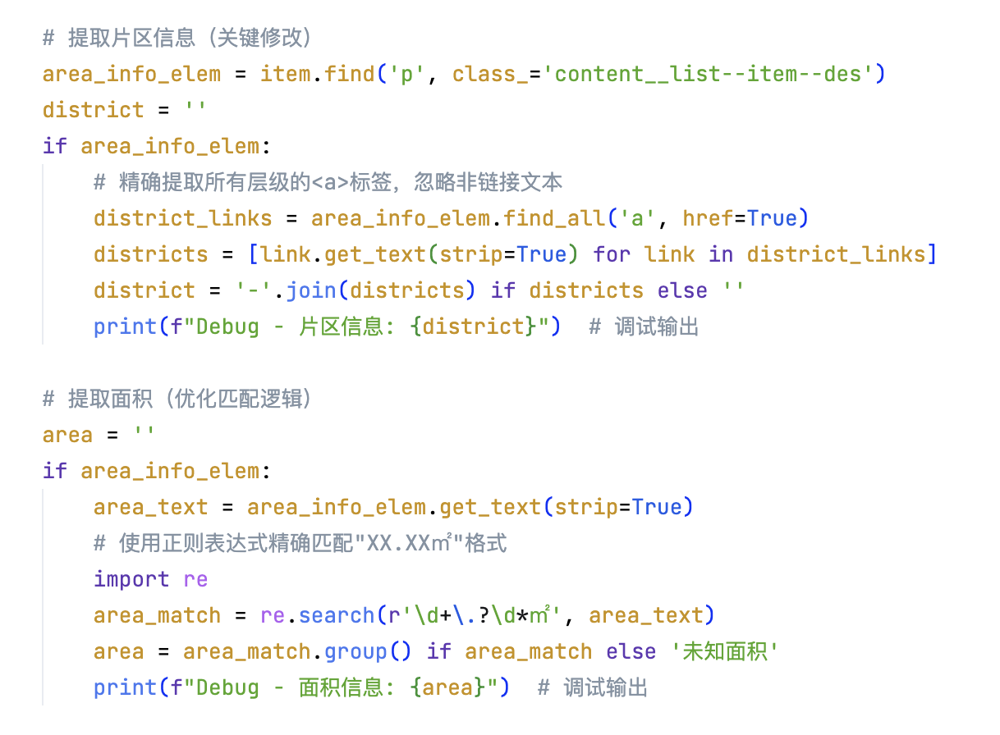 # 提取片区信息（关键修改）
area_info_elem = item.find('p', class_='content__list--item--des')
district = ''
if area_info_elem:
    # 精确提取所有层级的<a>标签，忽略非链接文本
    district_links = area_info_elem.find_all('a', href=True)
    districts = [link.get_text(strip=True) for link in district_links]
    district = '-'.join(districts) if districts else ''
    print(f"Debug - 片区信息: {district}")  # 调试输出

# 提取面积（优化匹配逻辑）
area = ''
if area_info_elem:
    area_text = area_info_elem.get_text(strip=True)
    # 使用正则表达式精确匹配"XX.XX㎡"格式
    import re
    area_match = re.search(r'\d+\.?\d*㎡', area_text)
    area = area_match.group() if area_match else '未知面积'
    print(f"Debug - 面积信息: {area}")  # 调试输出